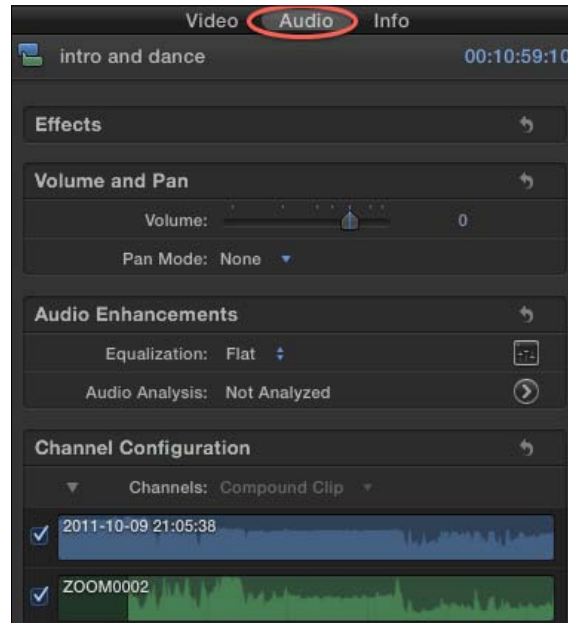 Video Audio Info
intro and dance 00:10:59:10
Effects
Volume and Pan
Volume: 0
Pan Mode: None
Audio Enhancements
Equalization: Flat
Audio Analysis: Not Analyzed
Channel Configuration
Channels: Compound Clip
2011-10-09 21:05:38
ZOOM0002